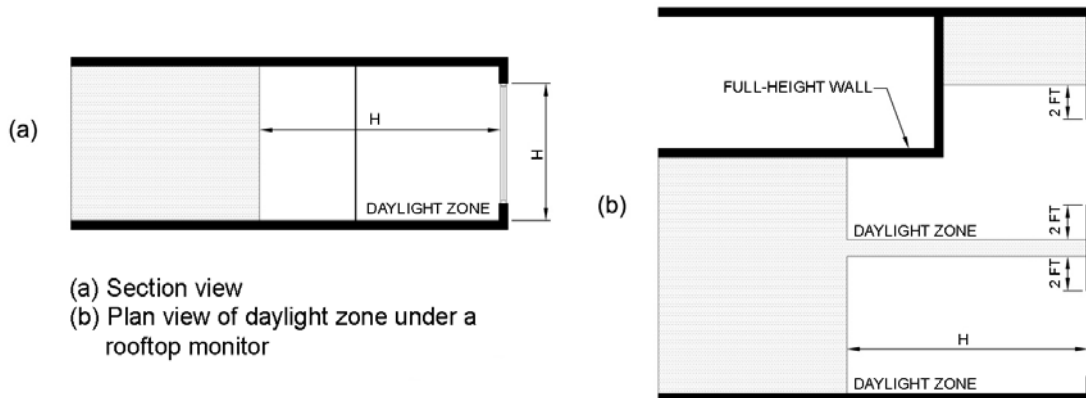 (a)
H
H
DAYLIGHT ZONE
(a) Section view
(b) Plan view of daylight zone under a
rooftop monitor
(b)
FULL-HEIGHT WALL
2 FT
DAYLIGHT ZONE
2 FT
2 FT
H
DAYLIGHT ZONE